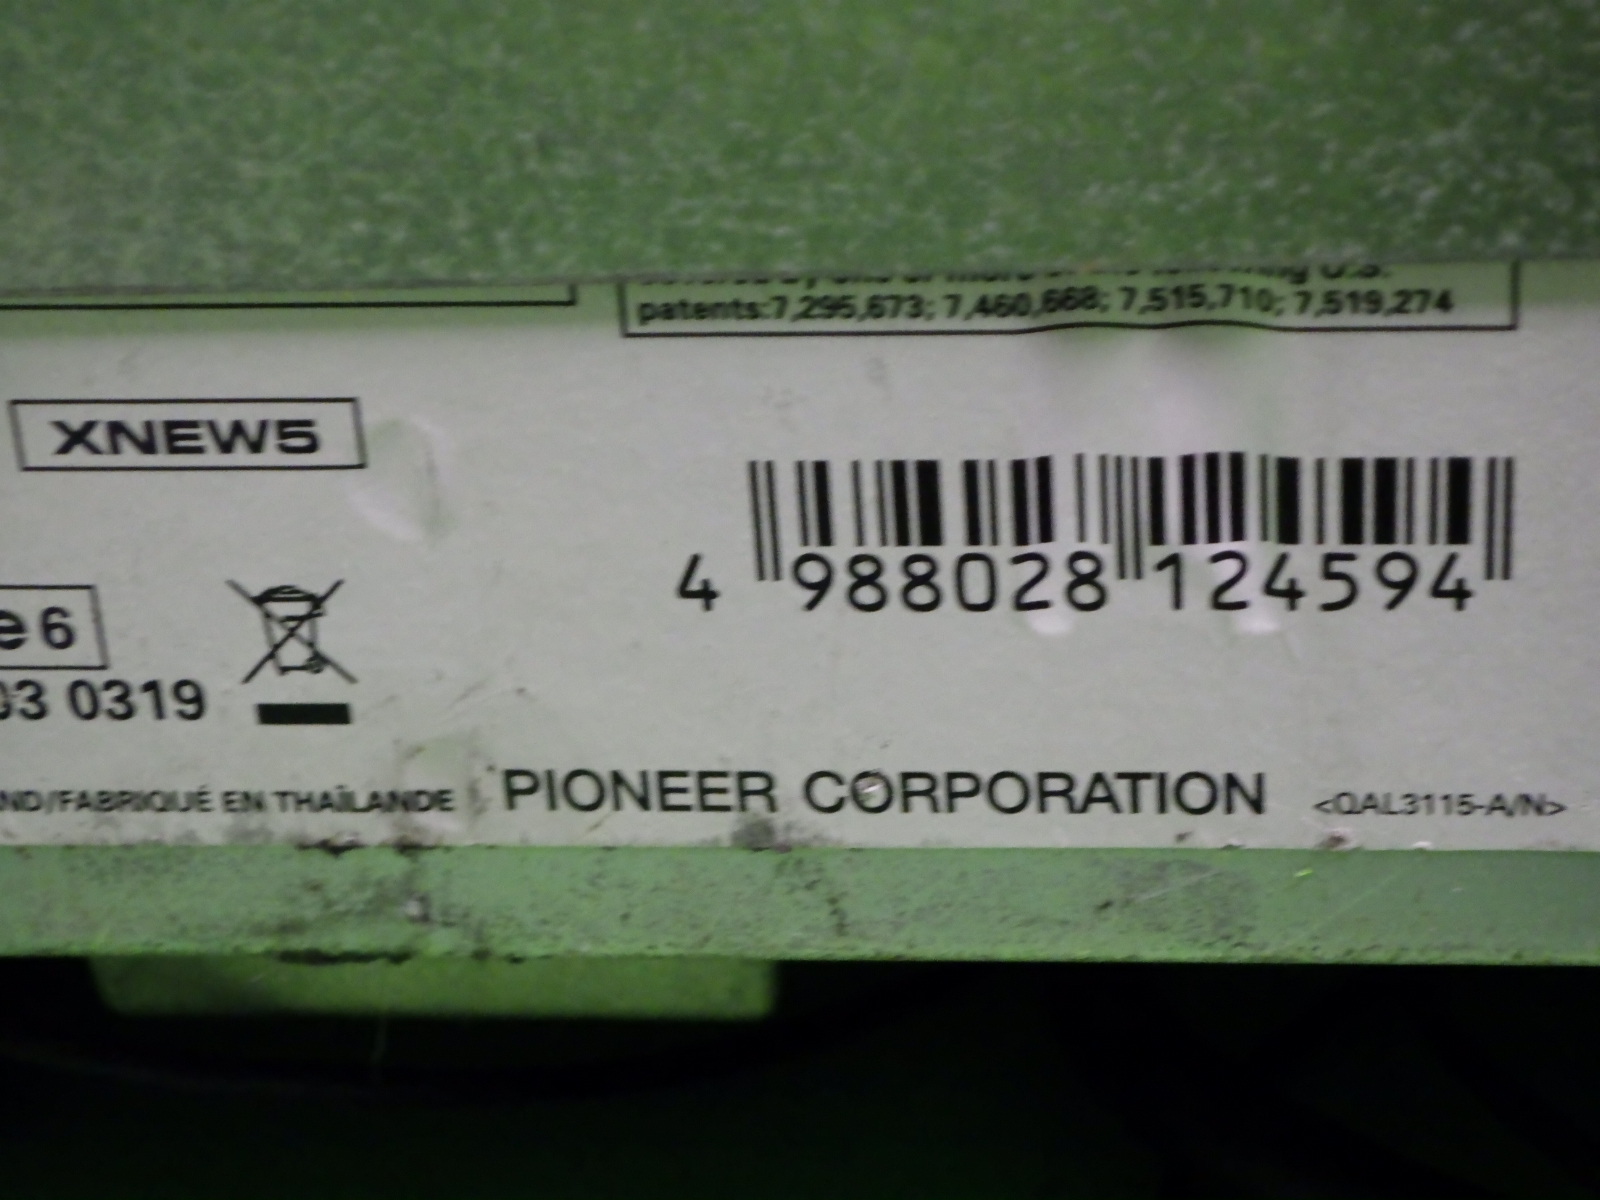 patents:7,295,673; 7,460,668; 7,515,710; 7,519,274
XNEW5
4 988028 124594
e6
03 0319
ND/FABRIQUÉ EN THAÏLANDE
PIONEER CORPORATION
<QAL3115-A/N>